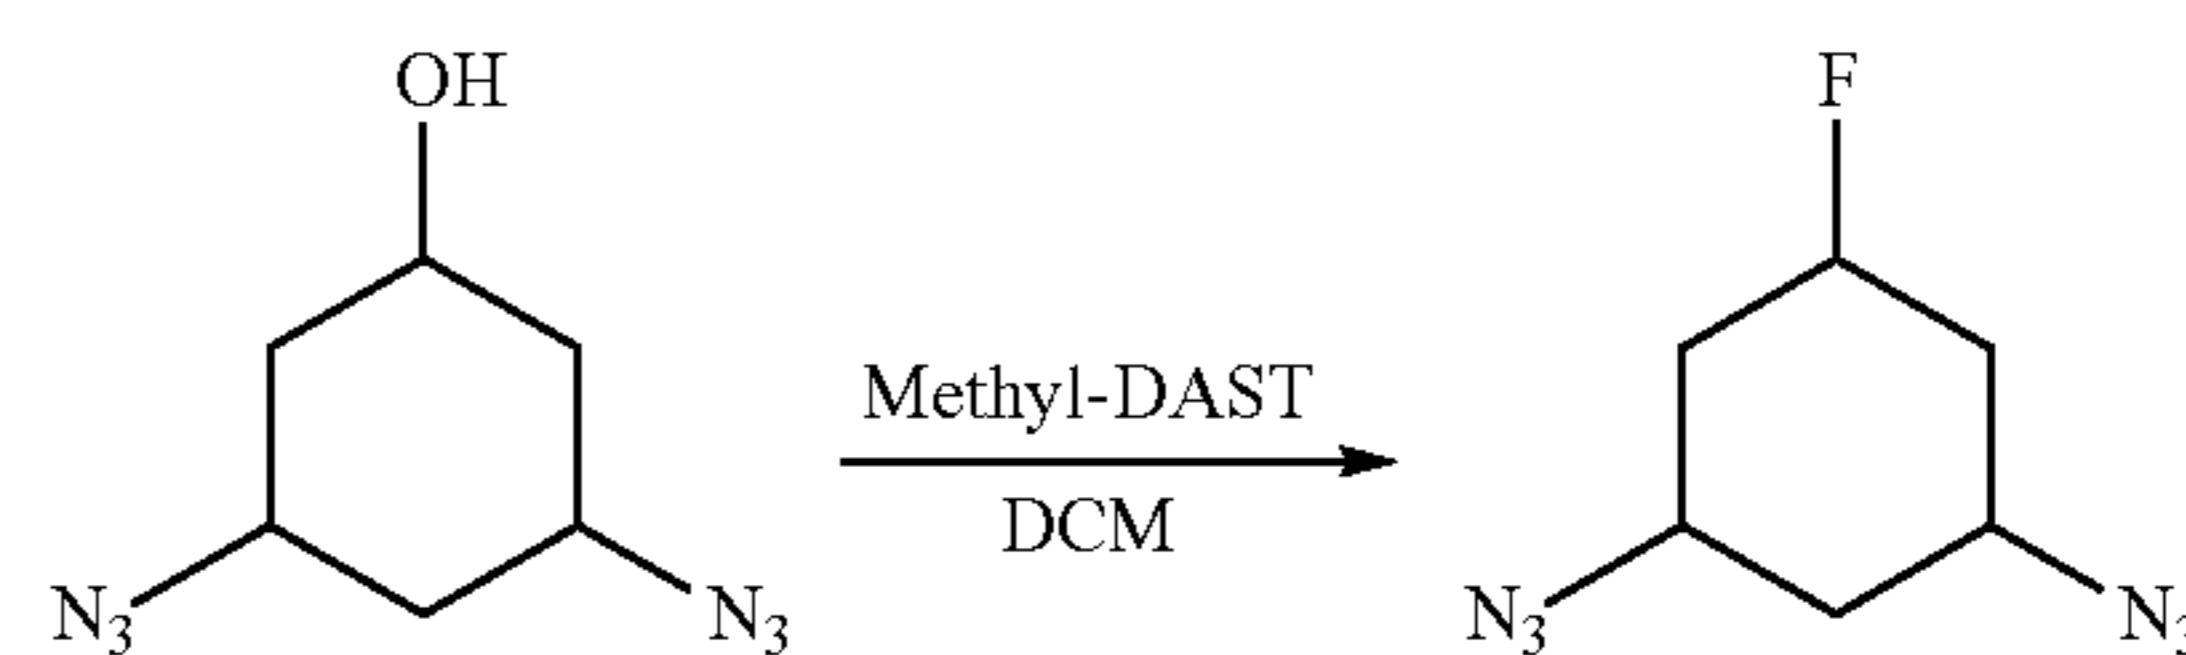 OH
F
Methyl-DAST
DCM
N₃
N₃
N₃
N₃